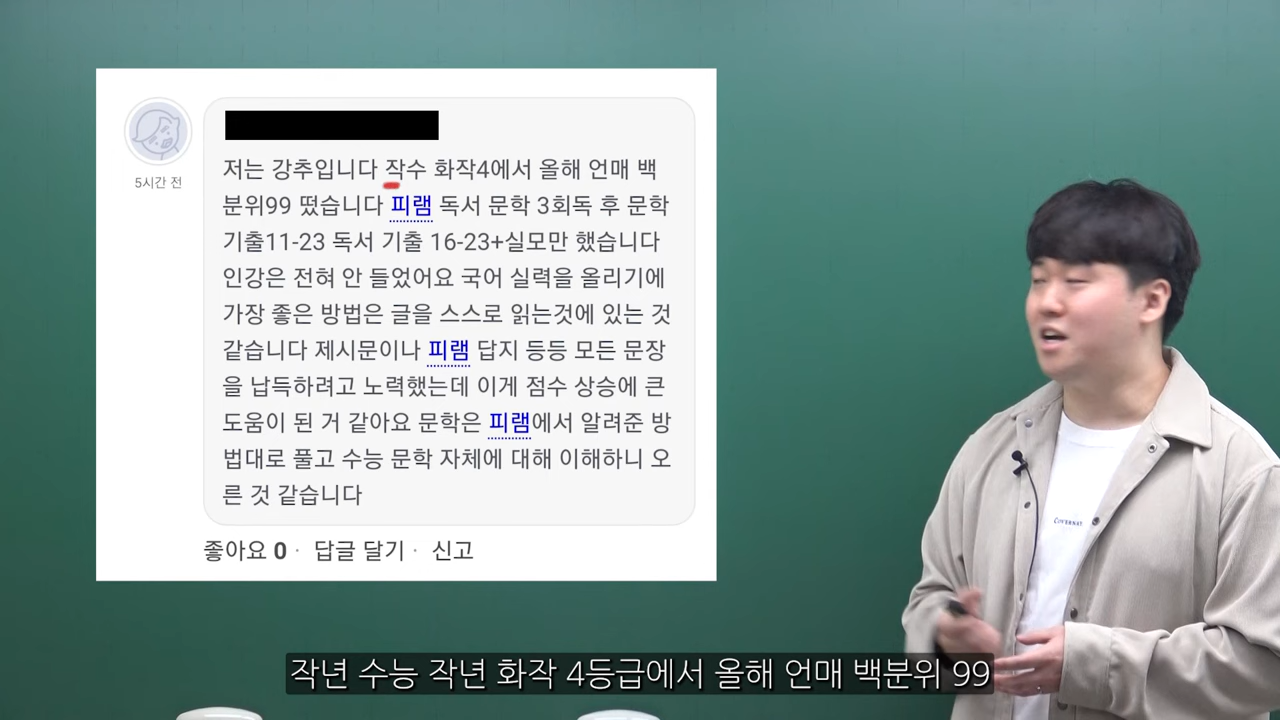 저는 강추입니다 작수 화작4에서 올해 언매 백
분위99 떴습니다 피램 독서 문학 3회독 후 문학
기출11-23 독서 기출 16-23+실모만 했습니다
인강은 전혀 안 들었어요 국어 실력을 올리기에
가장 좋은 방법은 글을 스스로 읽는것에 있는 것
같습니다 제시문이나 피램 답지 등등 모든 문장
을 납득하려고 노력했는데 이게 점수 상승에 큰
도움이 된 거 같아요 문학은 피램에서 알려준 방
법대로 풀고 수능 문학 자체에 대해 이해하니 오
른 것 같습니다
5시간 전
좋아요 0 · 답글 달기 · 신고
작년 수능 작년 화작 4등급에서 올해 언매 백분위 99